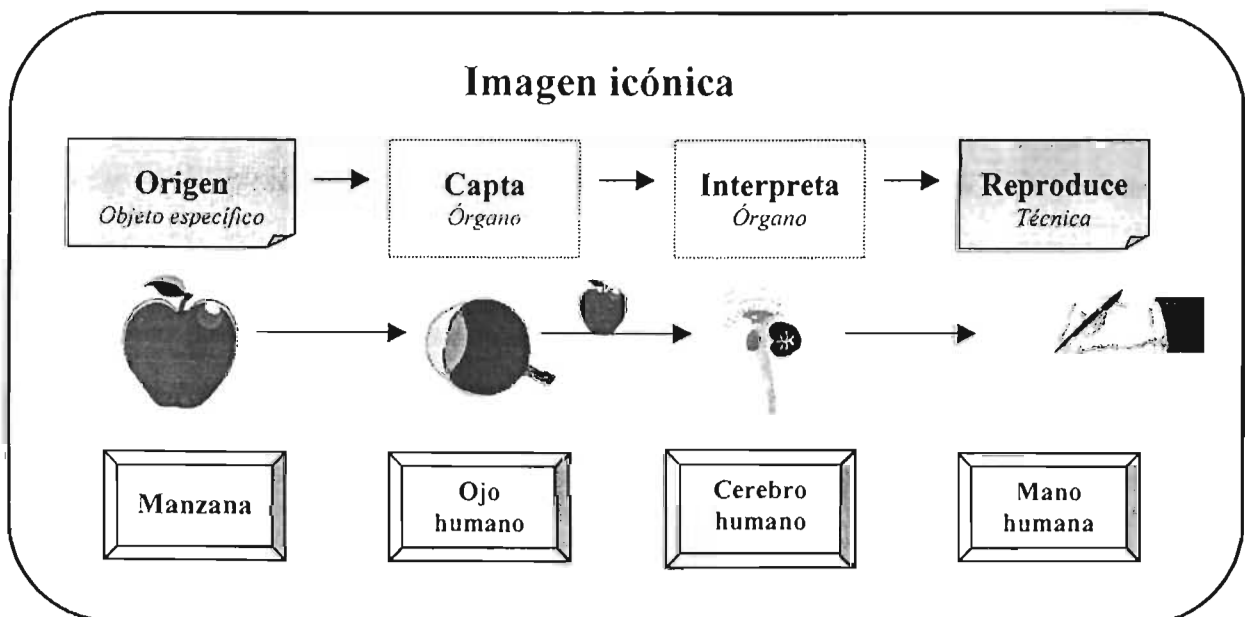 Imagen icónica
Origen
Objeto específico
Capta
Órgano
Interpreta
Órgano
Reproduce
Técnica
Manzana
Ojo
humano
Cerebro
humano
Mano
humana